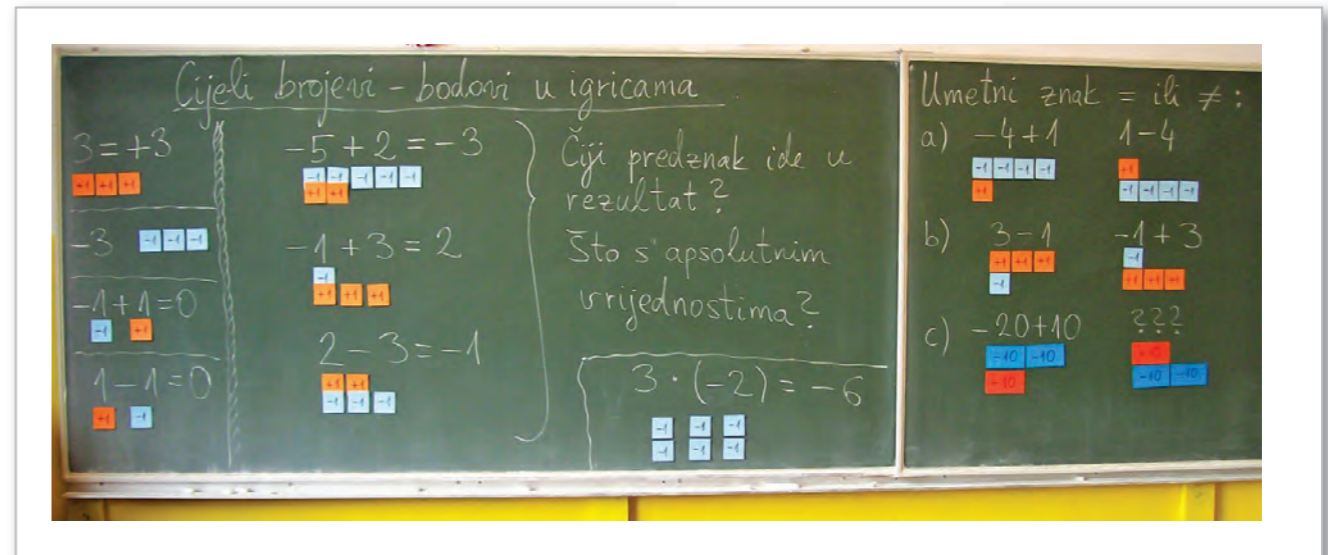 Cijeli brojevi - bodovi u igricama
3 = +3
+1 +1 +1
-3 -1 -1 -1
-1 + 1 = 0
-1 +1
1 - 1 = 0
+1 -1
-5 + 2 = -3
-1 -1 -1 -1 -1
+1 +1
-1 + 3 = 2
-1
+1 +1 +1
2 - 3 = -1
+1 +1
-1 -1 -1
Čiji predznak ide u
rezultat?
Što s apsolutnim
vrijednostima?
3 · (-2) = -6
-1 -1 -1
-1 -1 -1
Umetni znak = ili ≠ :
a) -4+1 1-4
-1 -1 -1 -1 +1
+1 -1 -1 -1 -1
b) 3-1 -1+3
+1 +1 +1 -1
-1 +1 +1 +1
c) -20+10 ???
-10 -10 +10
+10 -10 -10